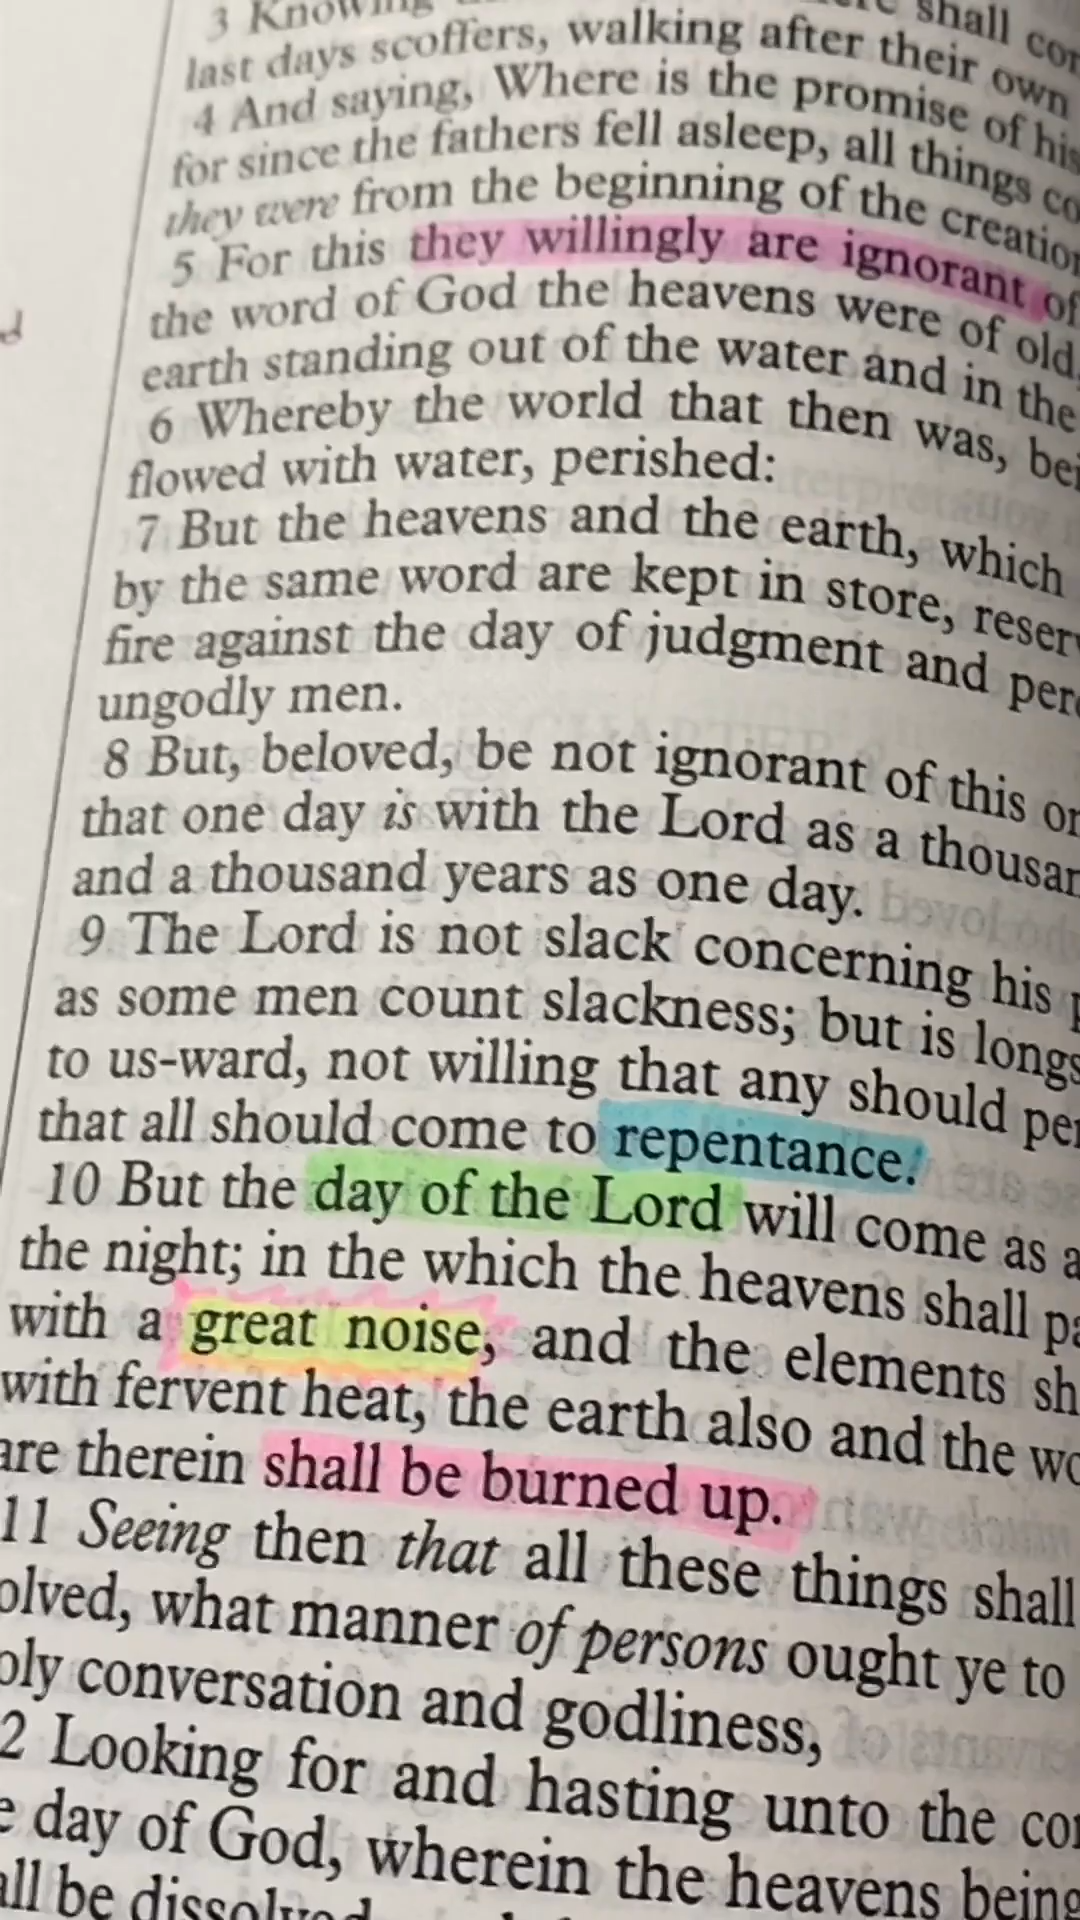 3 Knowing shall
last days scoffers, walking after their own
4 And saying, Where is the promise of his
for since the fathers fell asleep, all things
they were from the beginning of the creation
5 For this they willingly are ignorant of
the word of God the heavens were of old,
earth standing out of the water and in the
6 Whereby the world that then was,
flowed with water, perished:
7 But the heavens and the earth, which
by the same word are kept in store,
fire against the day of judgment and
ungodly men.
8 But, beloved, be not ignorant of this
that one day is with the Lord as a
and a thousand years as one day.
9 The Lord is not slack concerning his
as some men count slackness; but is
to us-ward, not willing that any should
that all should come to repentance.
10 But the day of the Lord will come as a
the night; in the which the heavens shall
with a great noise, and the elements
with fervent heat, the earth also and the
are therein shall be burned up.
11 Seeing then that all these things shall
olved, what manner of persons ought ye to
oly conversation and godliness,
2 Looking for and hasting unto the
e day of God, wherein the heavens being
all be dissolved